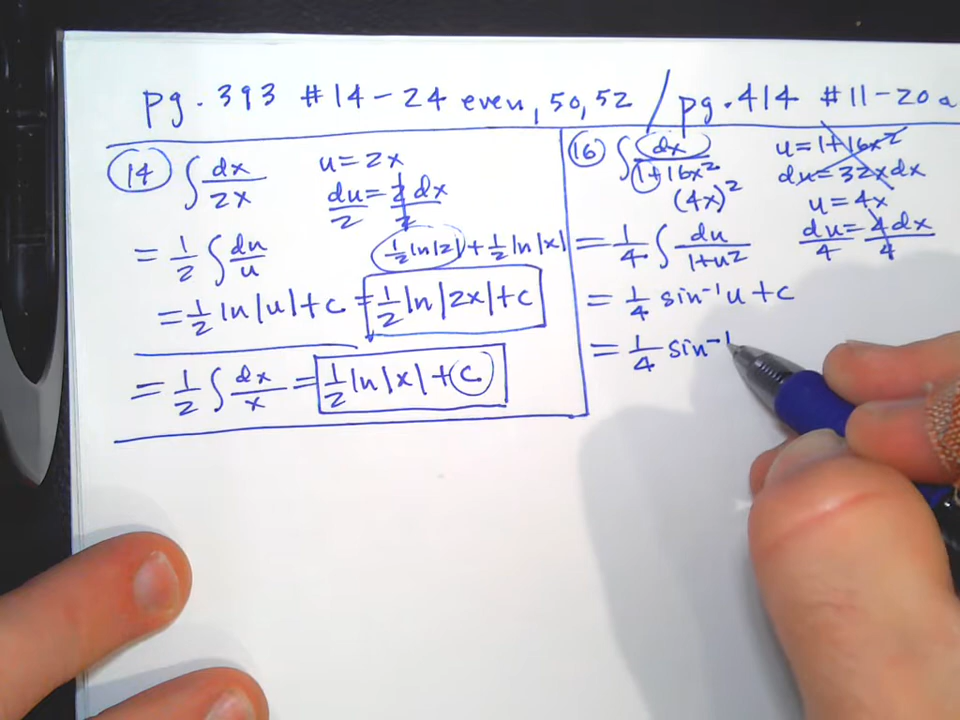 pg. 393 #14-24 even, 50, 52 / pg. 414 #11-20 a
14 ∫ dx/2x u = 2x
du/2 = 2dx/2
= 1/2 ∫ du/u 1/2 ln|2| + 1/2 ln|x|
= 1/2 ln|u| + C = 1/2 ln|2x| + C
= 1/2 ∫ dx/x = 1/2 ln|x| + C
16 ∫ dx/1+16x² u = 1+16x²
(4x)² du = 32x dx
u = 4x
= 1/4 ∫ du/1+u² du/4 = 4dx/4
= 1/4 sin⁻¹ u + C
= 1/4 sin⁻¹